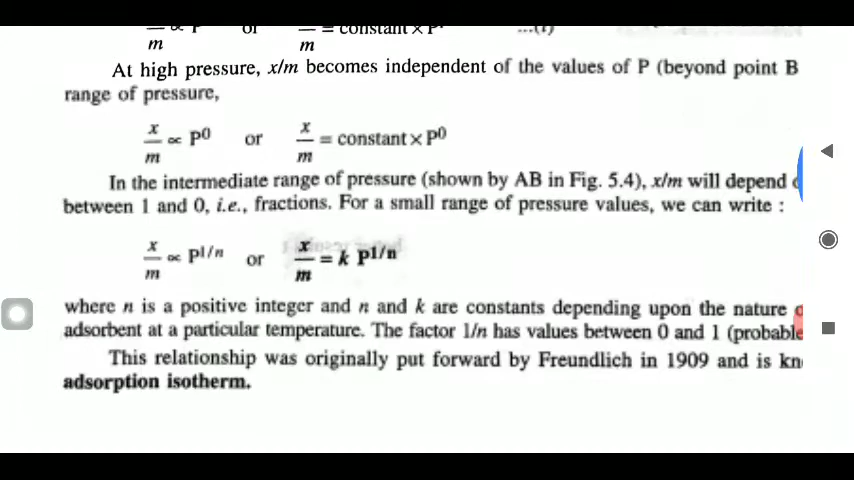 x/m ∝ P or x/m = constant × P ...(i)
At high pressure, x/m becomes independent of the values of P (beyond point B
range of pressure,
x/m ∝ P⁰ or x/m = constant × P⁰
In the intermediate range of pressure (shown by AB in Fig. 5.4), x/m will depend
between 1 and 0, i.e., fractions. For a small range of pressure values, we can write :
x/m ∝ P^1/n or x/m = k P^1/n
where n is a positive integer and n and k are constants depending upon the nature
adsorbent at a particular temperature. The factor 1/n has values between 0 and 1 (probable
This relationship was originally put forward by Freundlich in 1909 and is kn
adsorption isotherm.